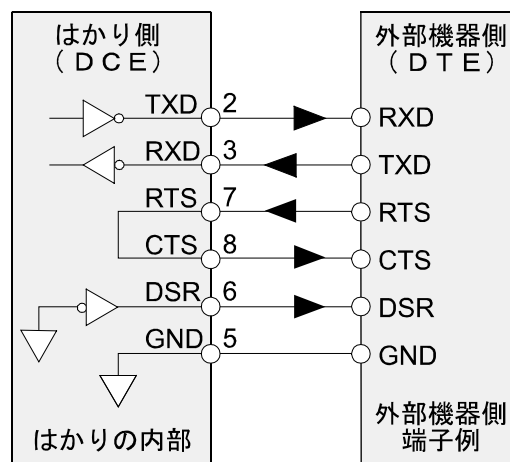 はかり側
(ＤＣＥ)
外部機器側
(ＤＴＥ)
TXD 2 RXD
RXD 3 TXD
RTS 7 RTS
CTS 8 CTS
DSR 6 DSR
GND 5 GND
はかりの内部
外部機器側
端子例